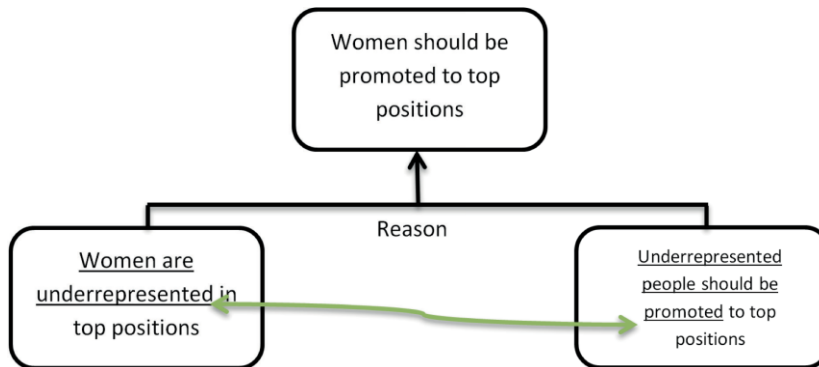 Women should be
promoted to top
positions
Reason
Women are
underrepresented in
top positions
Underrepresented
people should be
promoted to top
positions